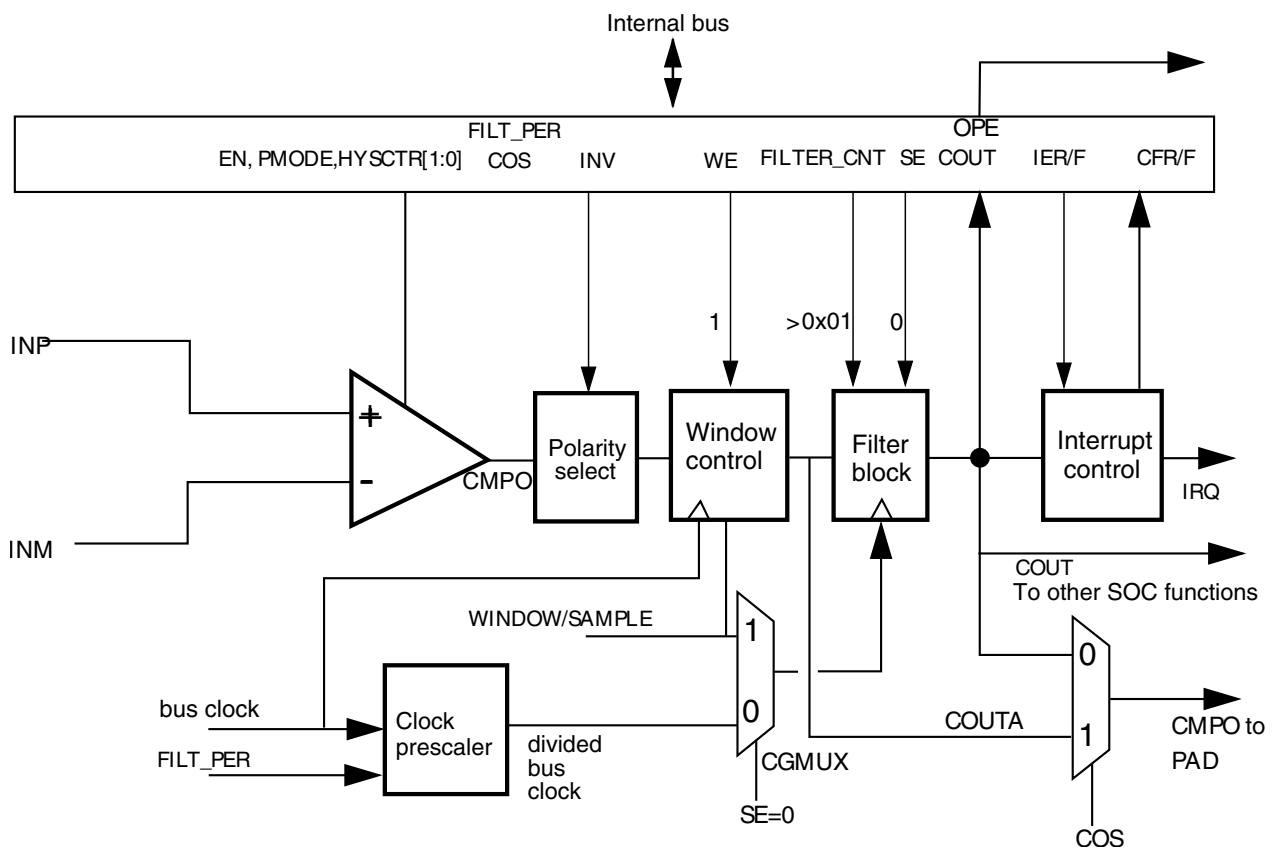 Internal bus
FILT_PER
OPE
EN, PMODE,HYSCTR[1:0]
COS
INV
WE
FILTER_CNT
SE
COUT
IER/F
CFR/F
1
>0x01
0
INP
+
-
INM
CMPO
Polarity
select
Window
control
Filter
block
Interrupt
control
IRQ
COUT
To other SOC functions
WINDOW/SAMPLE
1
0
CGMUX
SE=0
bus clock
FILT_PER
Clock
prescaler
divided
bus
clock
COUTA
0
1
COS
CMPO to
PAD